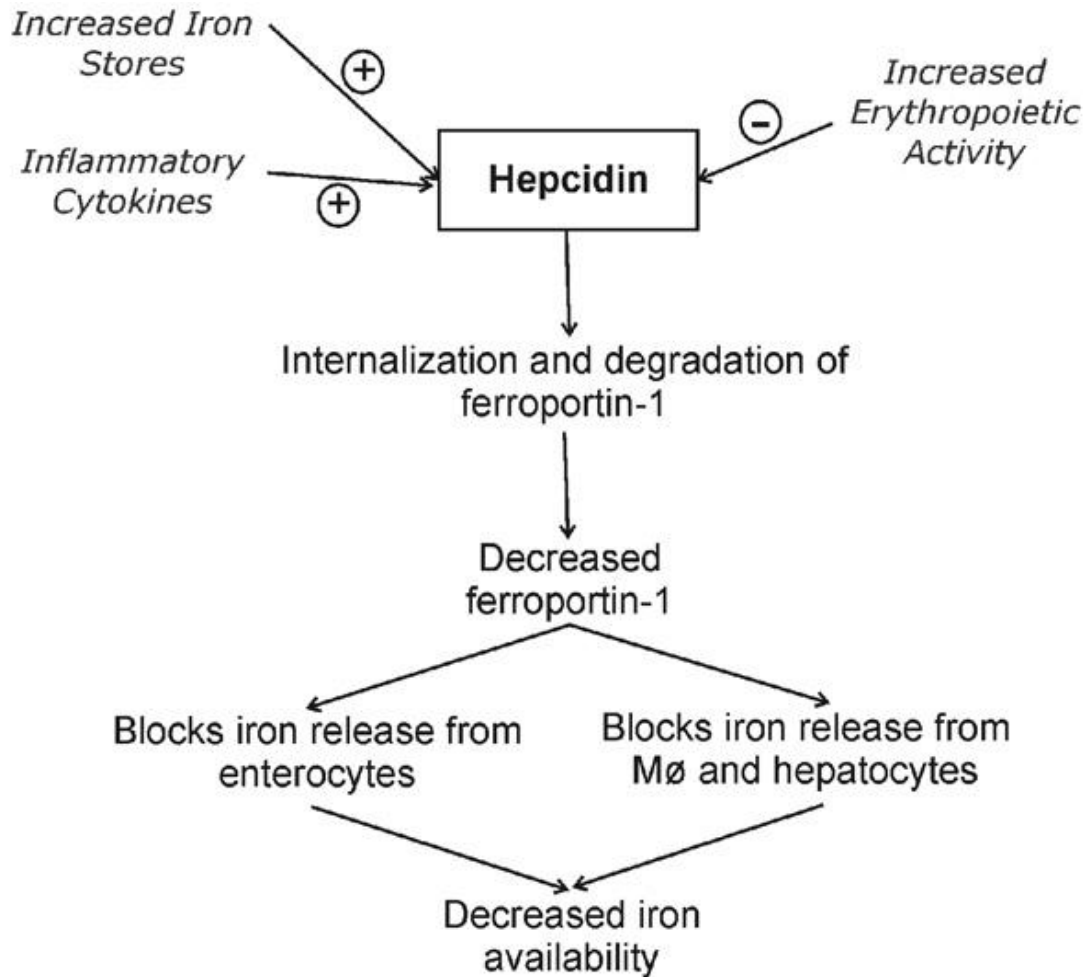 Increased Iron
Stores
+
Inflammatory
Cytokines
+
Hepcidin
−
Increased
Erythropoietic
Activity
Internalization and degradation of
ferroportin-1
Decreased
ferroportin-1
Blocks iron release from
enterocytes
Blocks iron release from
Mø and hepatocytes
Decreased iron
availability